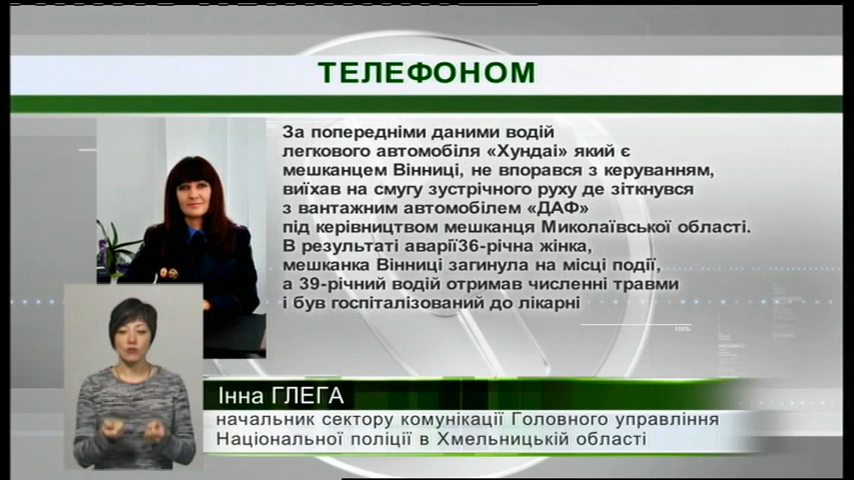 ТЕЛЕФОНОМ
За попередніми даними водій
легкового автомобіля «Хундаі» який є
мешканцем Вінниці, не впорався з керуванням,
виїхав на смугу зустрічного руху де зіткнувся
з вантажним автомобілем «ДАФ»
під керівництвом мешканця Миколаївської області.
В результаті аварії36-річна жінка,
мешканка Вінниці загинула на місці події,
а 39-річний водій отримав численні травми
і був госпіталізований до лікарні
100%
Інна ГЛЕГА
начальник сектору комунікації Головного управління
Національної поліції в Хмельницькій області